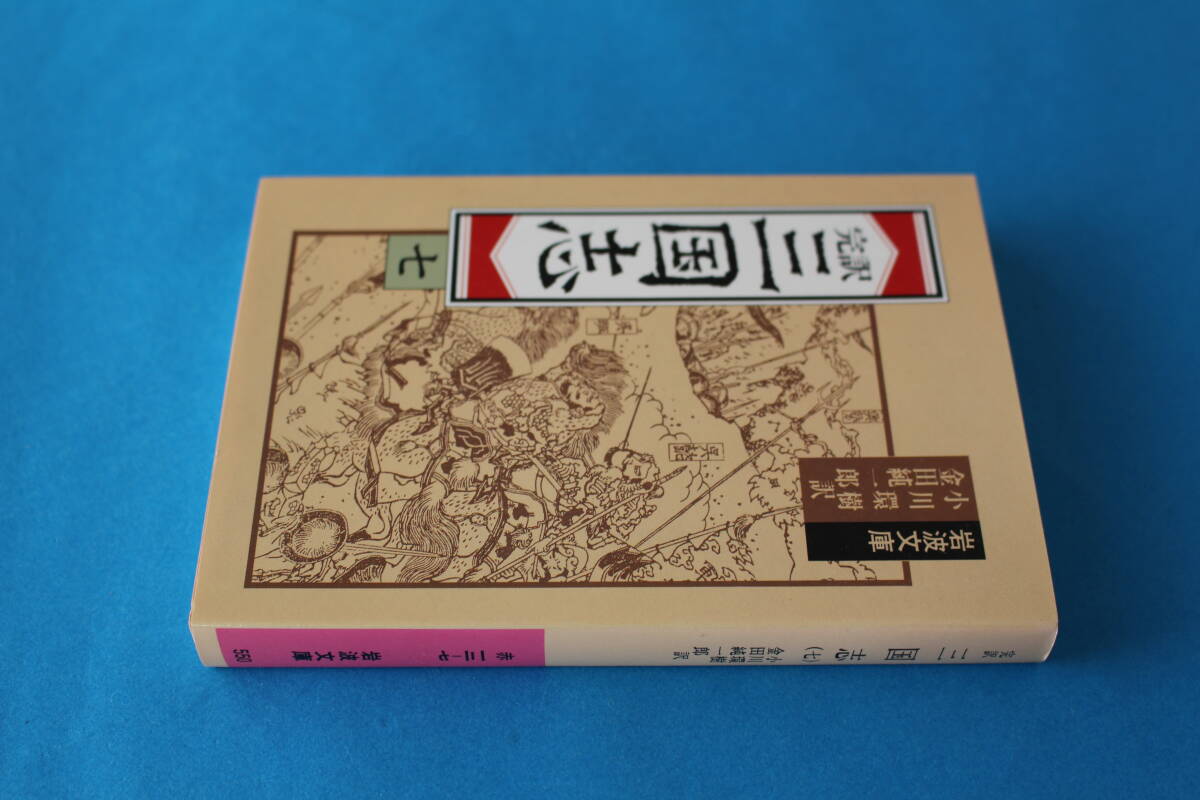 完訳
三国志
七
小川環樹
金田純一郎訳
岩波文庫
完訳 三国志 (七)
小川環樹
金田純一郎 訳
赤 一二-七 岩波文庫
550